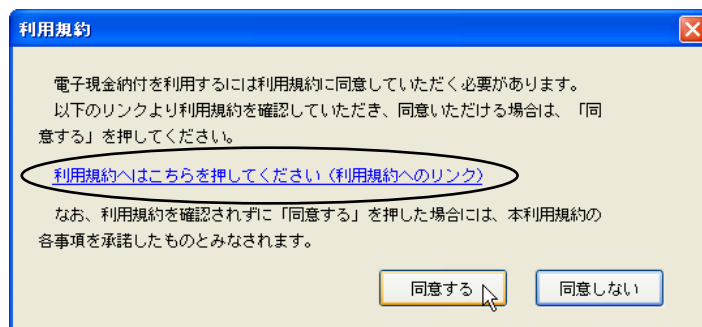 利用規約
電子現金納付を利用するには利用規約に同意していただく必要があります。
以下のリンクより利用規約を確認していただき、同意いただける場合は、「同
意する」を押してください。
利用規約へはこちらを押してください（利用規約へのリンク）
なお、利用規約を確認されずに「同意する」を押した場合には、本利用規約の
各事項を承諾したものとみなされます。
同意する
同意しない